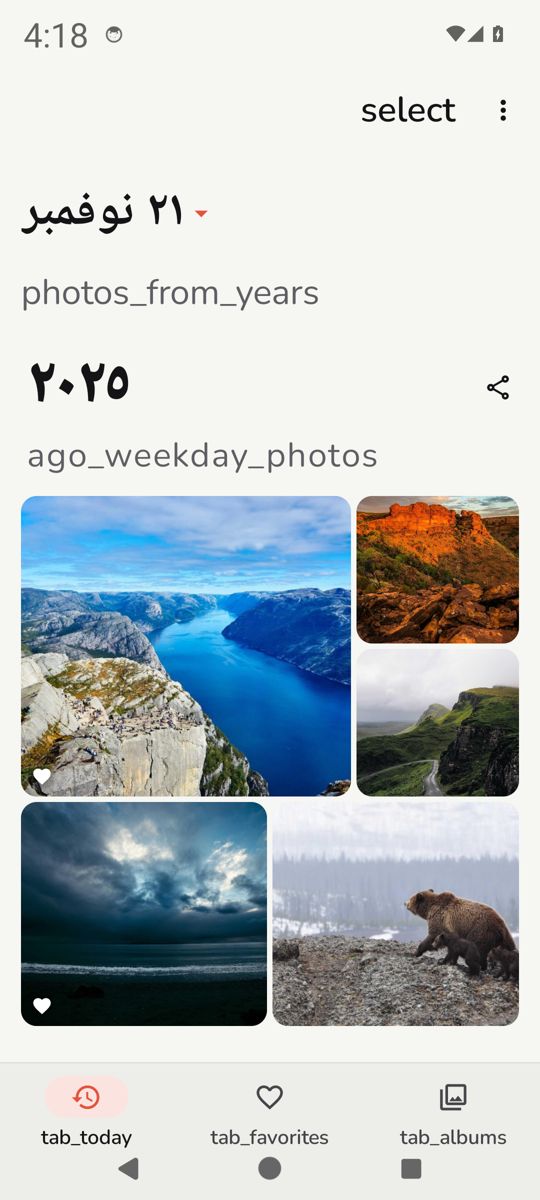 4:18
select
٢١ نوفمبر
photos_from_years
٢٠٢٥
ago_weekday_photos
tab_today
tab_favorites
tab_albums